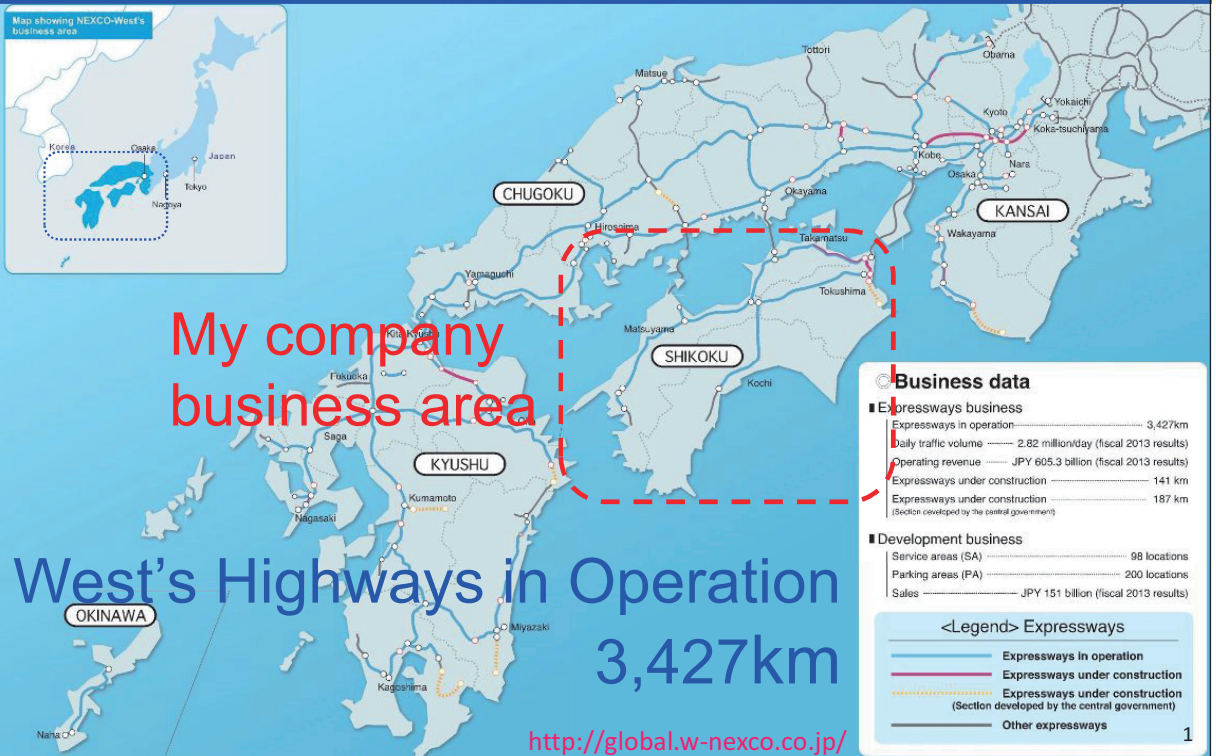 Map showing NEXCO-West's
business area
Korea
Osaka
Japan
Tokyo
Nagoya
Tottori
Obama
Matsue
Kyoto
Yokaichi
Koka-tsuchiyama
Kobe
Nara
Osaka
CHUGOKU
Okayama
KANSAI
Hiroshima
Wakayama
Takamatsu
Yamaguchi
Tokushima
My company
business area
Kita Kyushu
Matsuyama
SHIKOKU
Fukuoka
Kochi
Saga
KYUSHU
Kumamoto
Nagasaki
West's Highways in Operation
3,427km
OKINAWA
Miyazaki
Kagoshima
Naha
http://global.w-nexco.co.jp/
Business data
Expressways business
Expressways in operation 3,427km
Daily traffic volume 2.82 million/day (fiscal 2013 results)
Operating revenue JPY 605.3 billion (fiscal 2013 results)
Expressways under construction 141 km
Expressways under construction 187 km
(Section developed by the central government)
Development business
Service areas (SA) 98 locations
Parking areas (PA) 200 locations
Sales JPY 151 billion (fiscal 2013 results)
<Legend> Expressways
Expressways in operation
Expressways under construction
Expressways under construction
(Section developed by the central government)
Other expressways
1